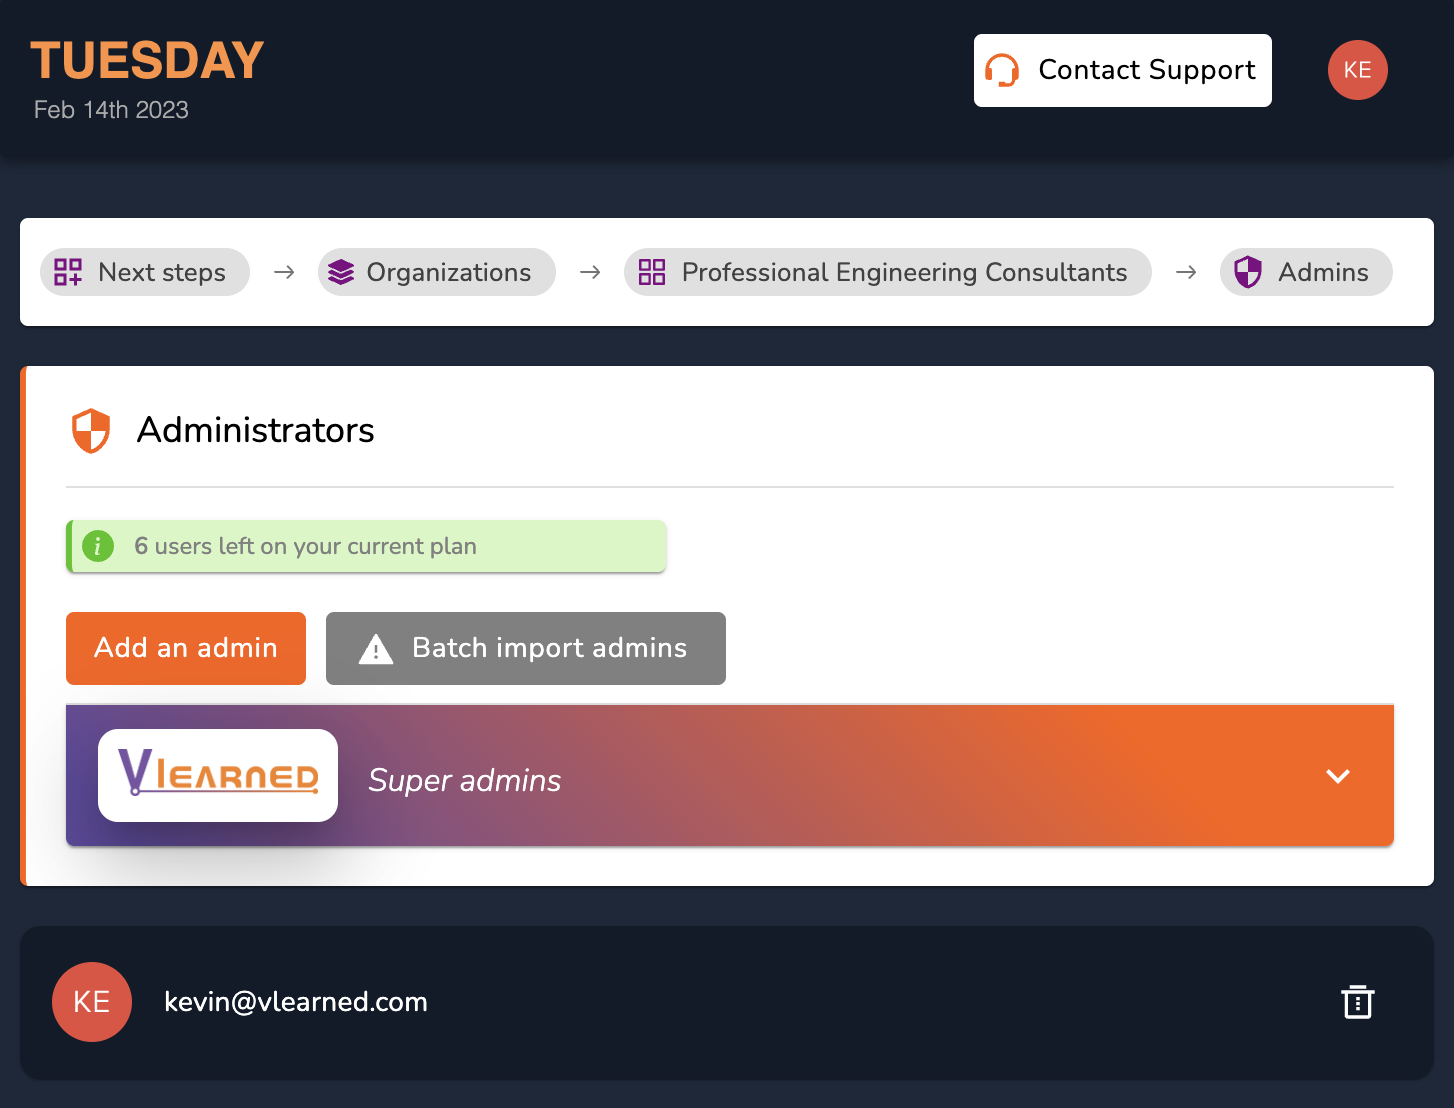 TUESDAY
Feb 14th 2023
Contact Support
KE
Next steps → Organizations → Professional Engineering Consultants → Admins
Administrators
i 6 users left on your current plan
Add an admin
Batch import admins
VLEARNED
Super admins
KE
kevin@vlearned.com